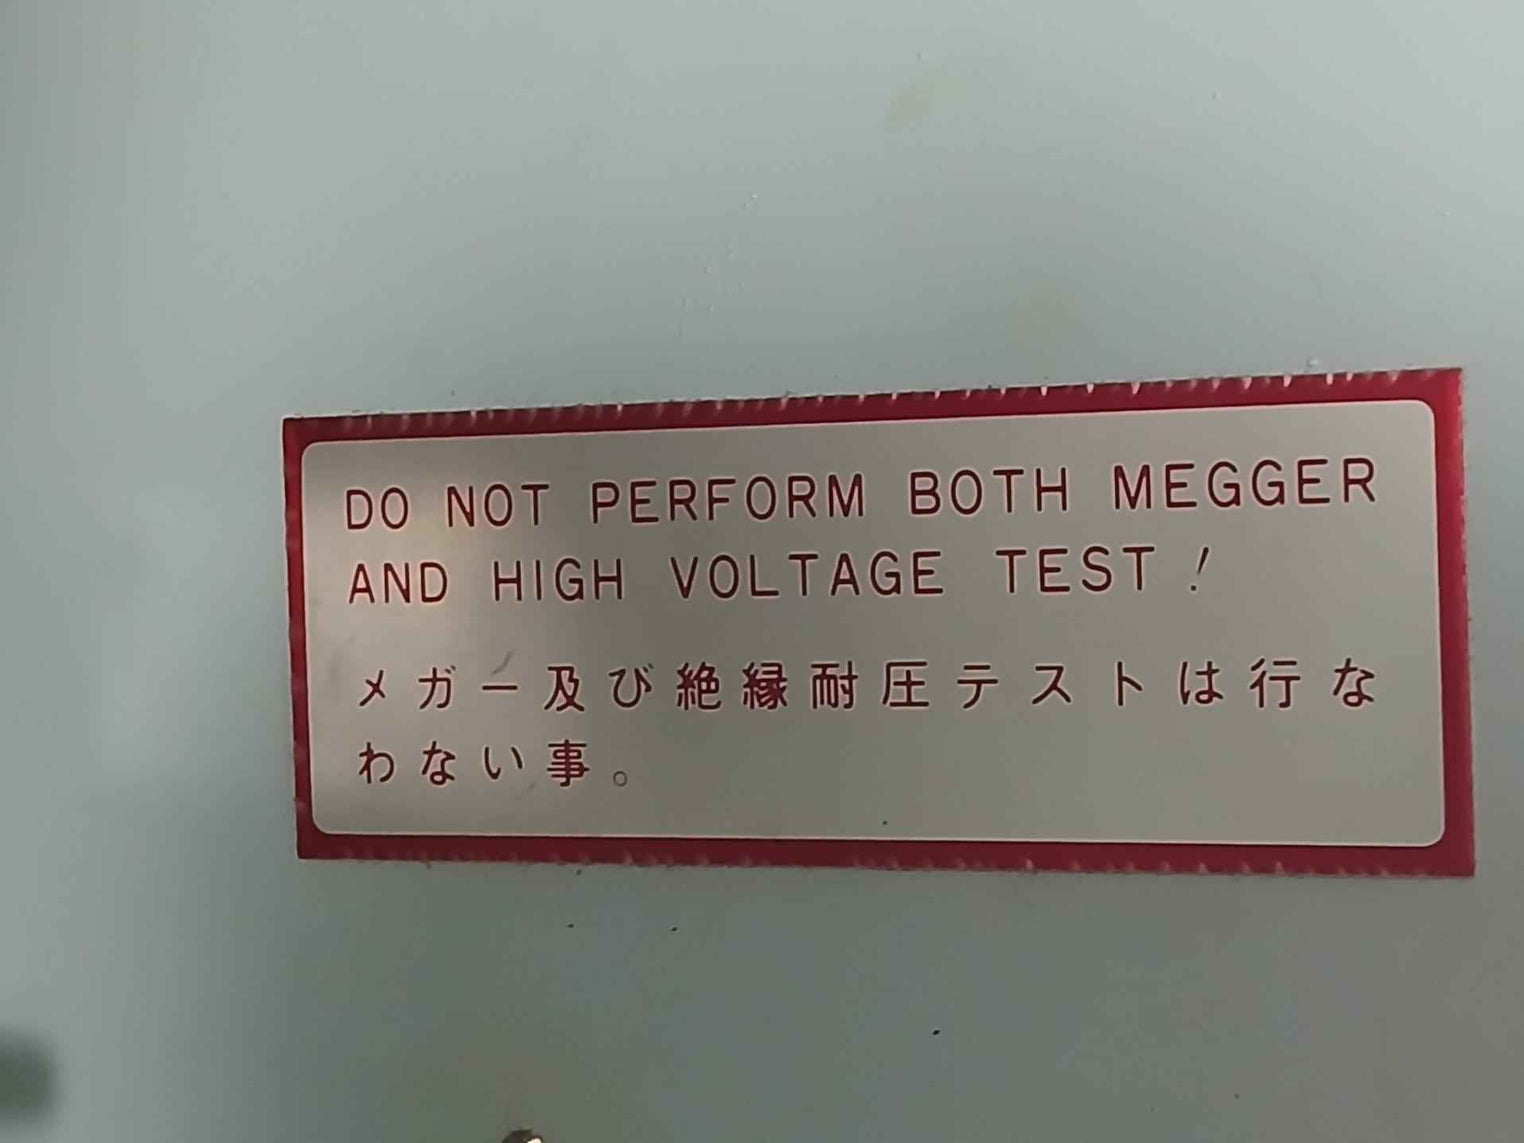 DO NOT PERFORM BOTH MEGGER
AND HIGH VOLTAGE TEST !
メガー及び絶縁耐圧テストは行な
わない事。